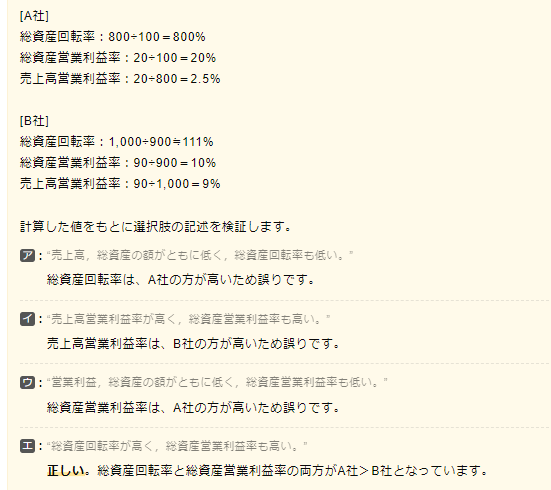 [A社]
総資産回転率：800÷100＝800%
総資産営業利益率：20÷100＝20%
売上高営業利益率：20÷800＝2.5%
[B社]
総資産回転率：1,000÷900≒111%
総資産営業利益率：90÷900＝10%
売上高営業利益率：90÷1,000＝9%
計算した値をもとに選択肢の記述を検証します。
ア：“売上高，総資産の額がともに低く，総資産回転率も低い。”
総資産回転率は、A社の方が高いため誤りです。
イ：“売上高営業利益率が高く，総資産営業利益率も高い。”
売上高営業利益率は、B社の方が高いため誤りです。
ウ：“営業利益，総資産の額がともに低く，総資産営業利益率も低い。”
総資産営業利益率は、A社の方が高いため誤りです。
エ：“総資産回転率が高く，総資産営業利益率も高い。”
正しい。総資産回転率と総資産営業利益率の両方がA社＞B社となっています。